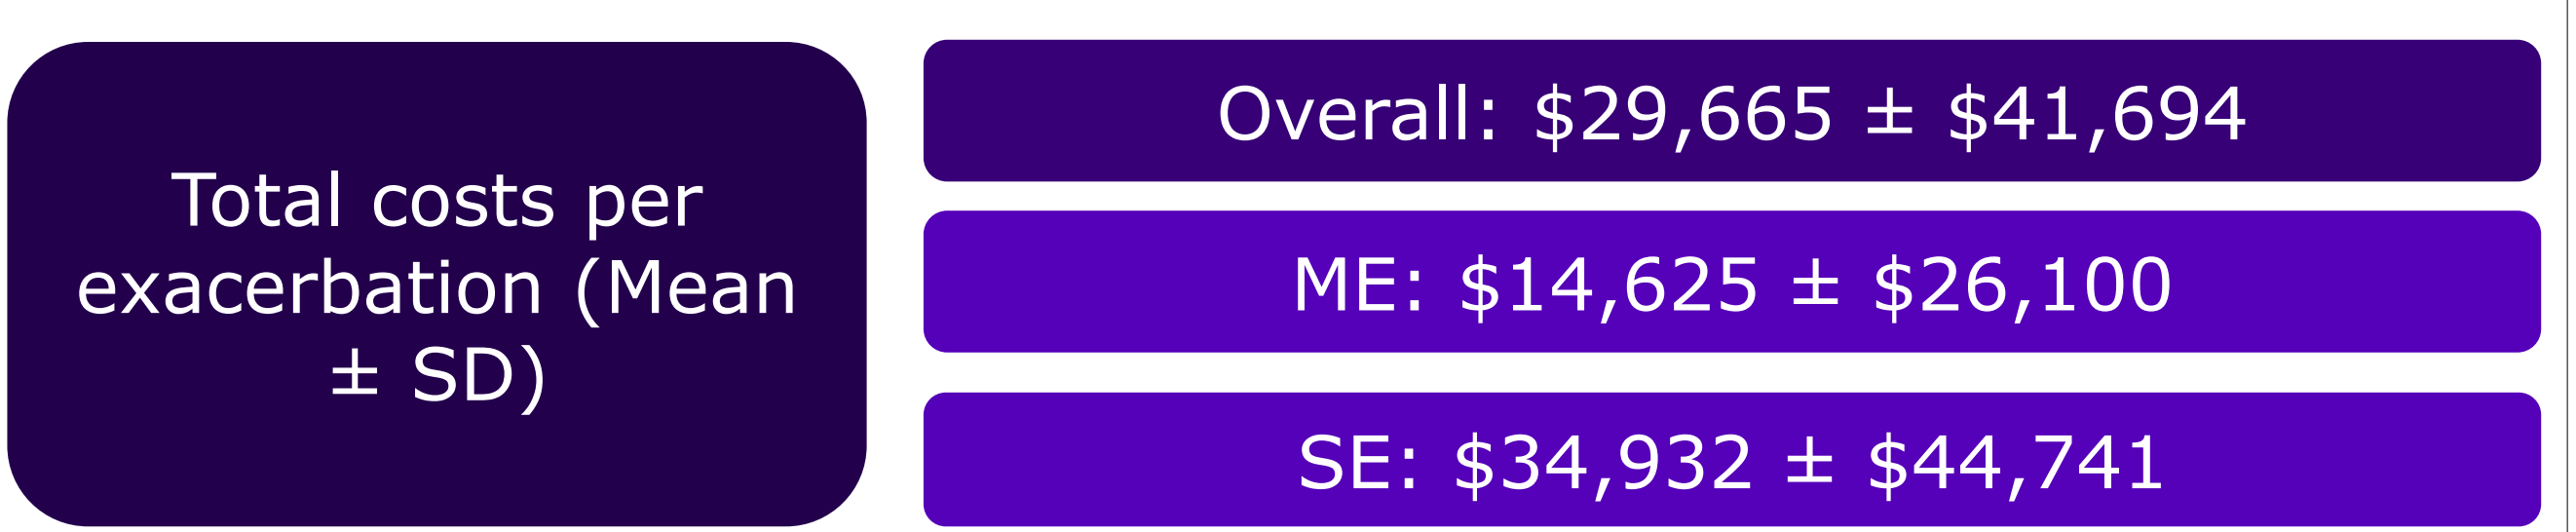 Total costs per
exacerbation (Mean
± SD)
Overall: $29,665 ± $41,694
ME: $14,625 ± $26,100
SE: $34,932 ± $44,741